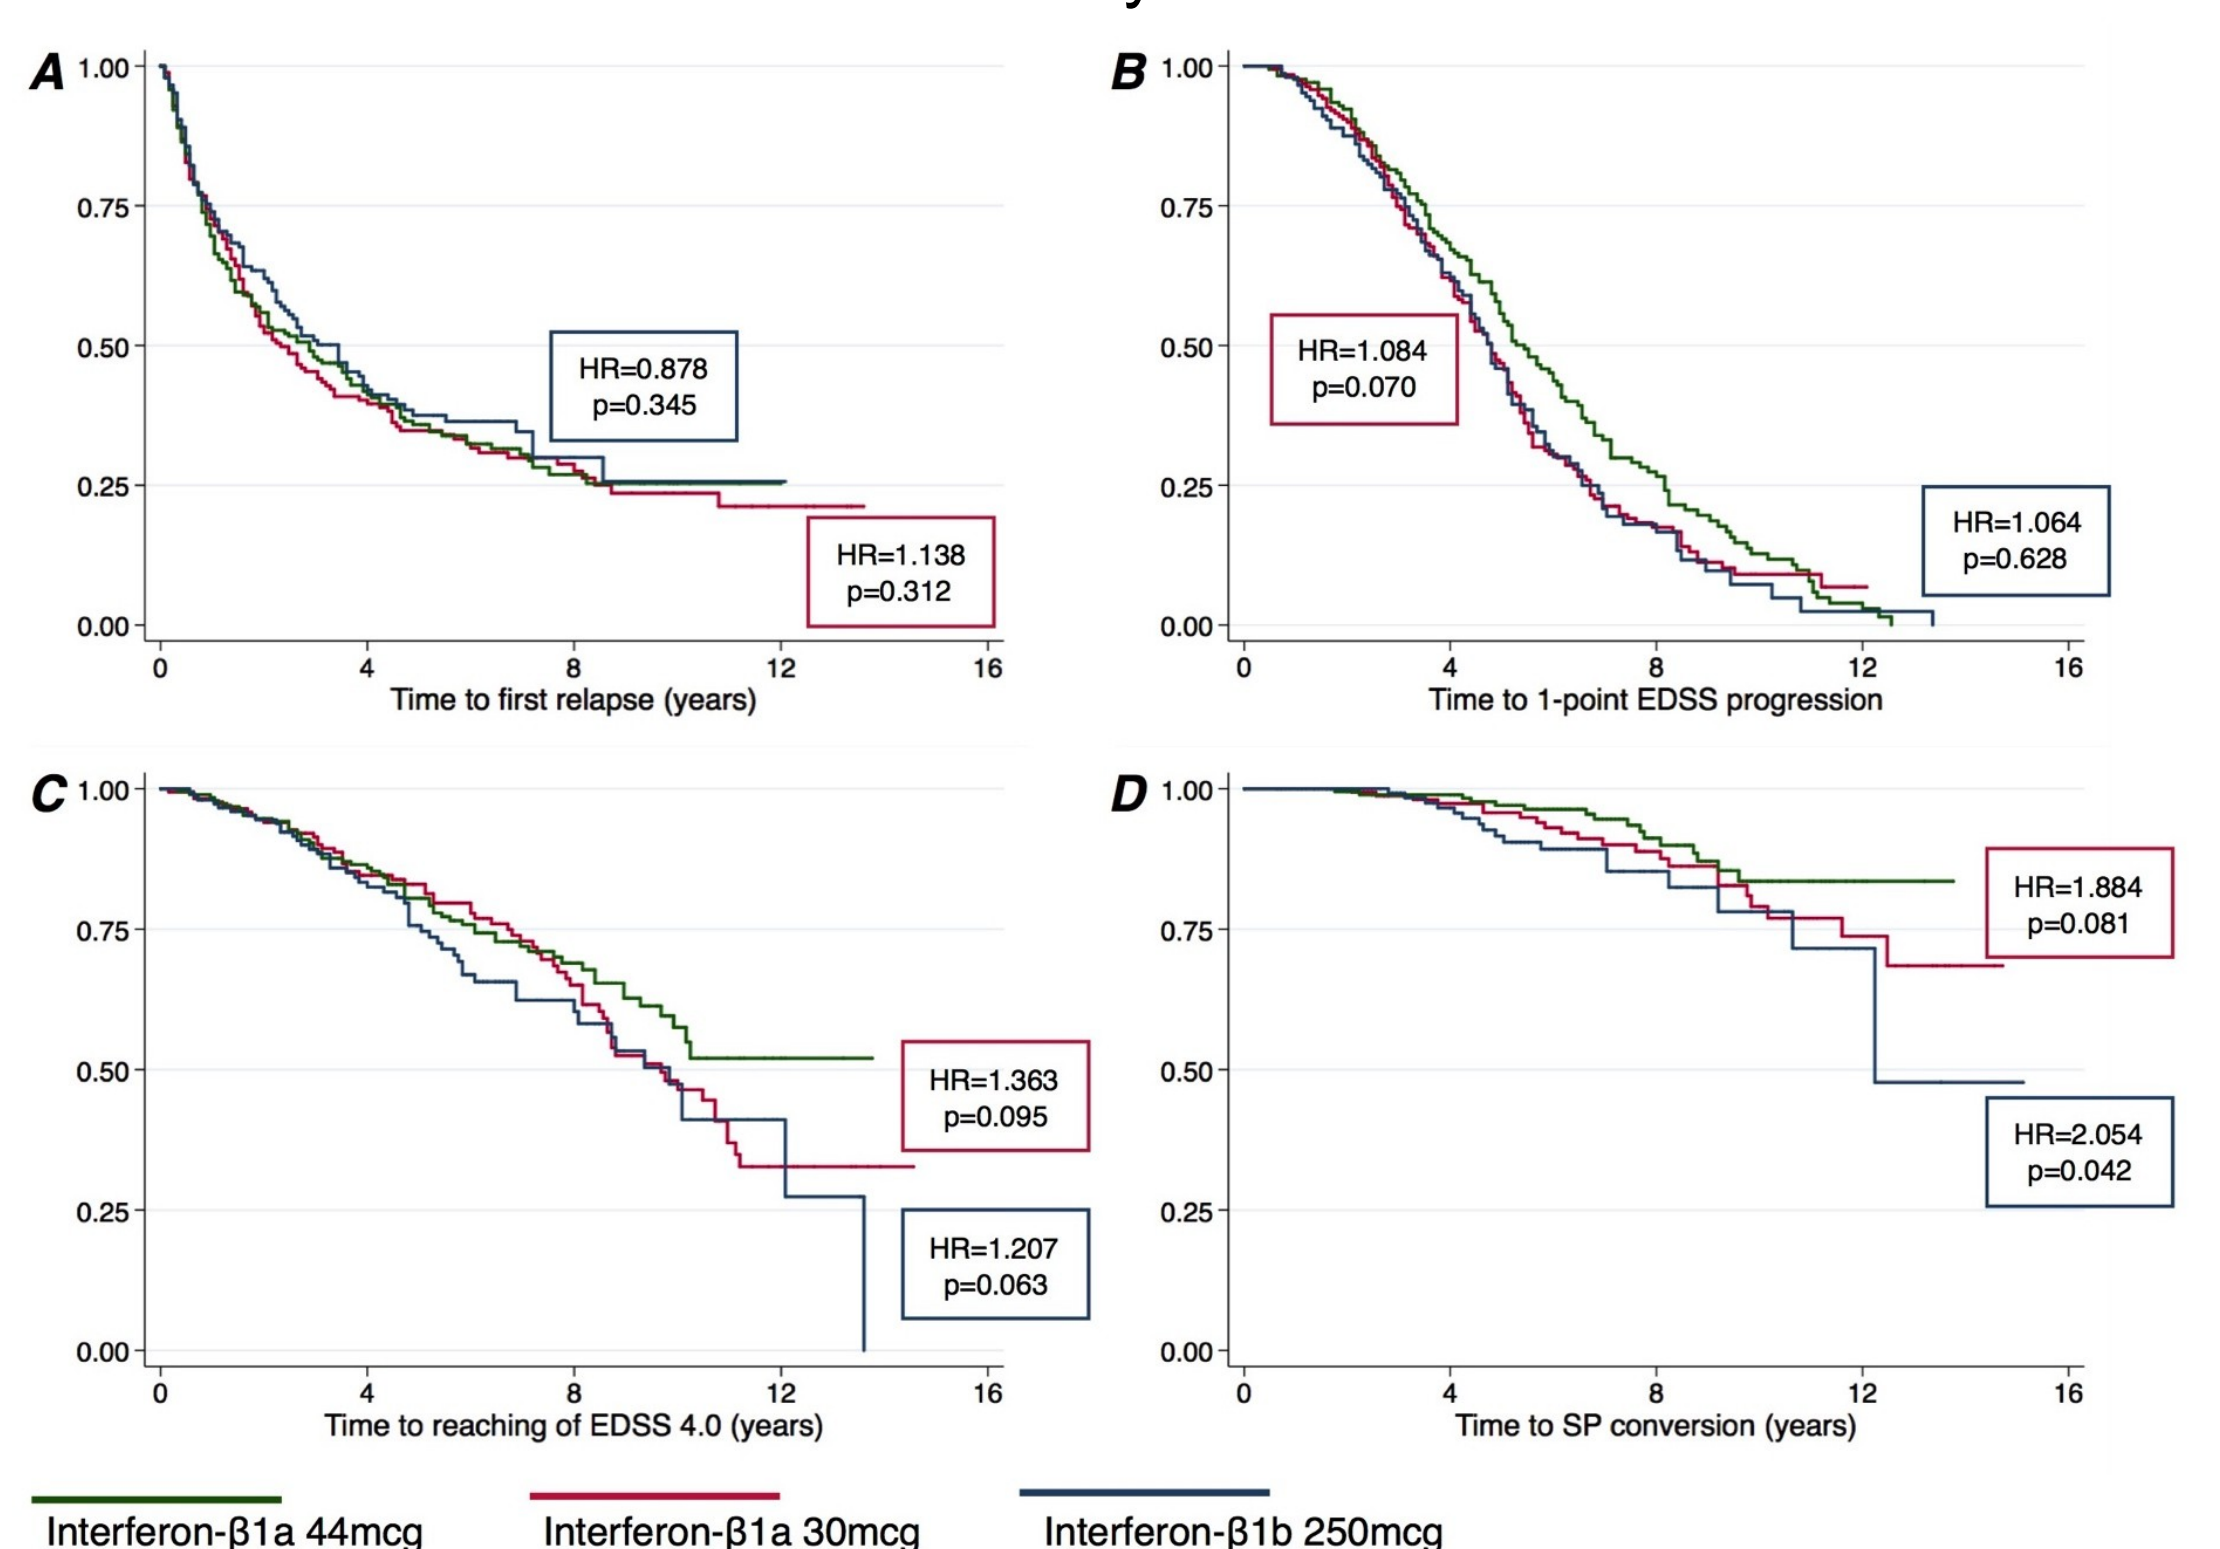 A
1.00
0.75
0.50
0.25
0.00
HR=0.878
p=0.345
HR=1.138
p=0.312
0 4 8 12 16
Time to first relapse (years)
B
1.00
0.75
0.50
0.25
0.00
HR=1.084
p=0.070
HR=1.064
p=0.628
0 4 8 12 16
Time to 1-point EDSS progression
C
1.00
0.75
0.50
0.25
0.00
HR=1.363
p=0.095
HR=1.207
p=0.063
0 4 8 12 16
Time to reaching of EDSS 4.0 (years)
D
1.00
0.75
0.50
0.25
0.00
HR=1.884
p=0.081
HR=2.054
p=0.042
0 4 8 12 16
Time to SP conversion (years)
Interferon-β1a 44mcg
Interferon-β1a 30mcg
Interferon-β1b 250mcg